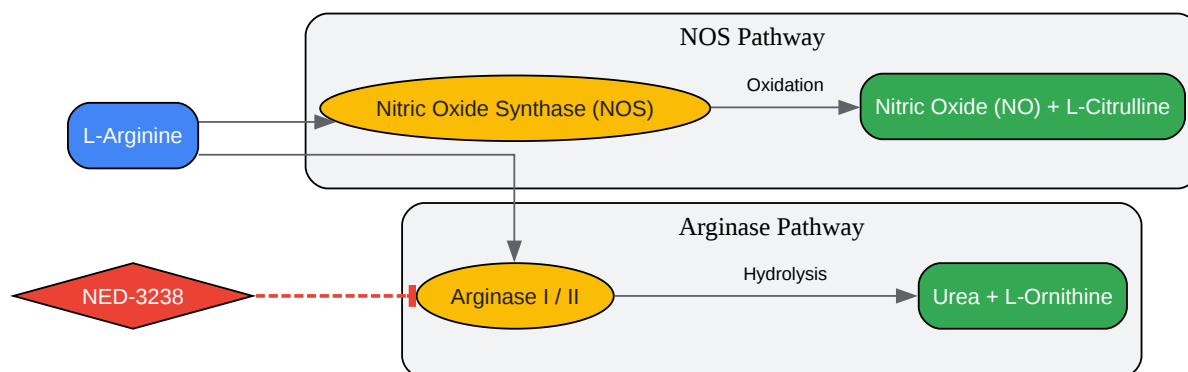 NOS Pathway
Oxidation
L-Arginine
Nitric Oxide Synthase (NOS)
Nitric Oxide (NO) + L-Citrulline
Arginase Pathway
Hydrolysis
NED-3238
Arginase I / II
Urea + L-Ornithine